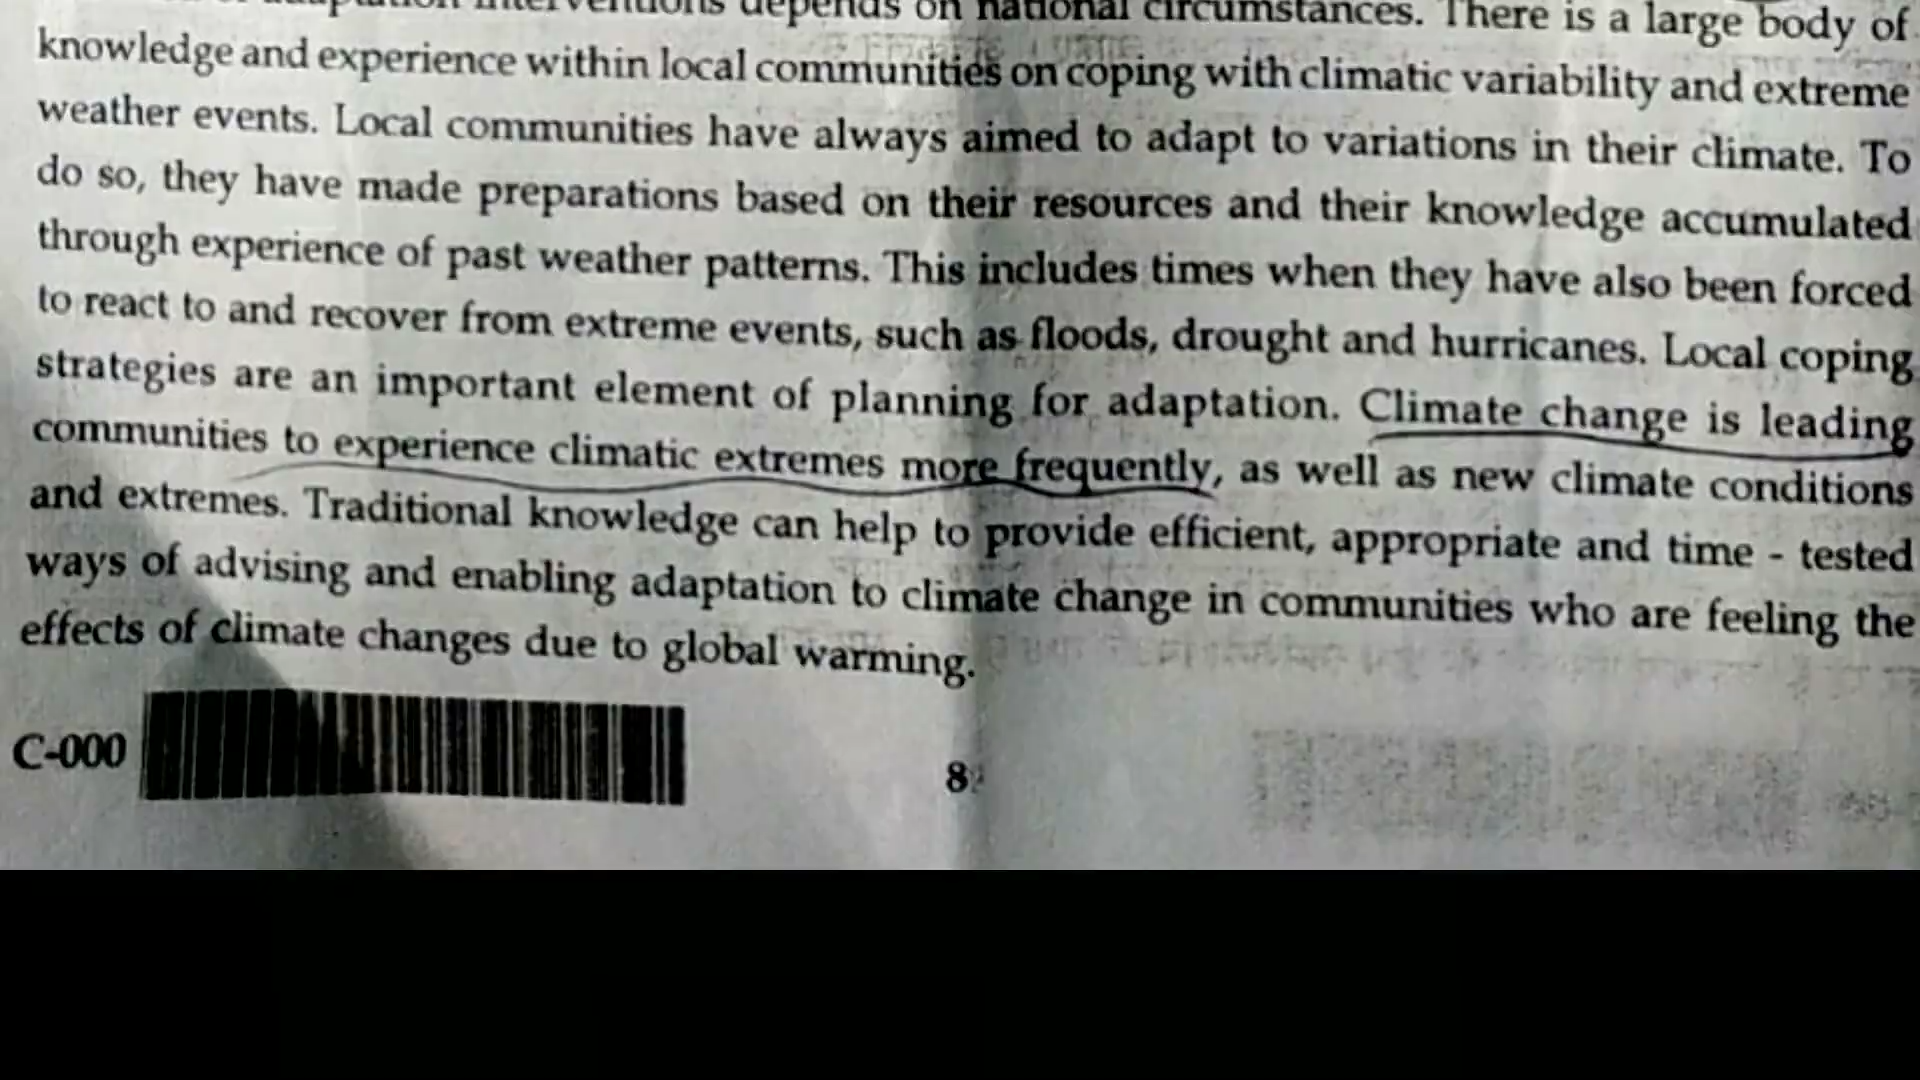 adaptation interventions depends on national circumstances. There is a large body of
knowledge and experience within local communities on coping with climatic variability and extreme
weather events. Local communities have always aimed to adapt to variations in their climate. To
do so, they have made preparations based on their resources and their knowledge accumulated
through experience of past weather patterns. This includes times when they have also been forced
to react to and recover from extreme events, such as floods, drought and hurricanes. Local coping
strategies are an important element of planning for adaptation. Climate change is leading
communities to experience climatic extremes more frequently, as well as new climate conditions
and extremes. Traditional knowledge can help to provide efficient, appropriate and time - tested
ways of advising and enabling adaptation to climate change in communities who are feeling the
effects of climate changes due to global warming.
C-000
8